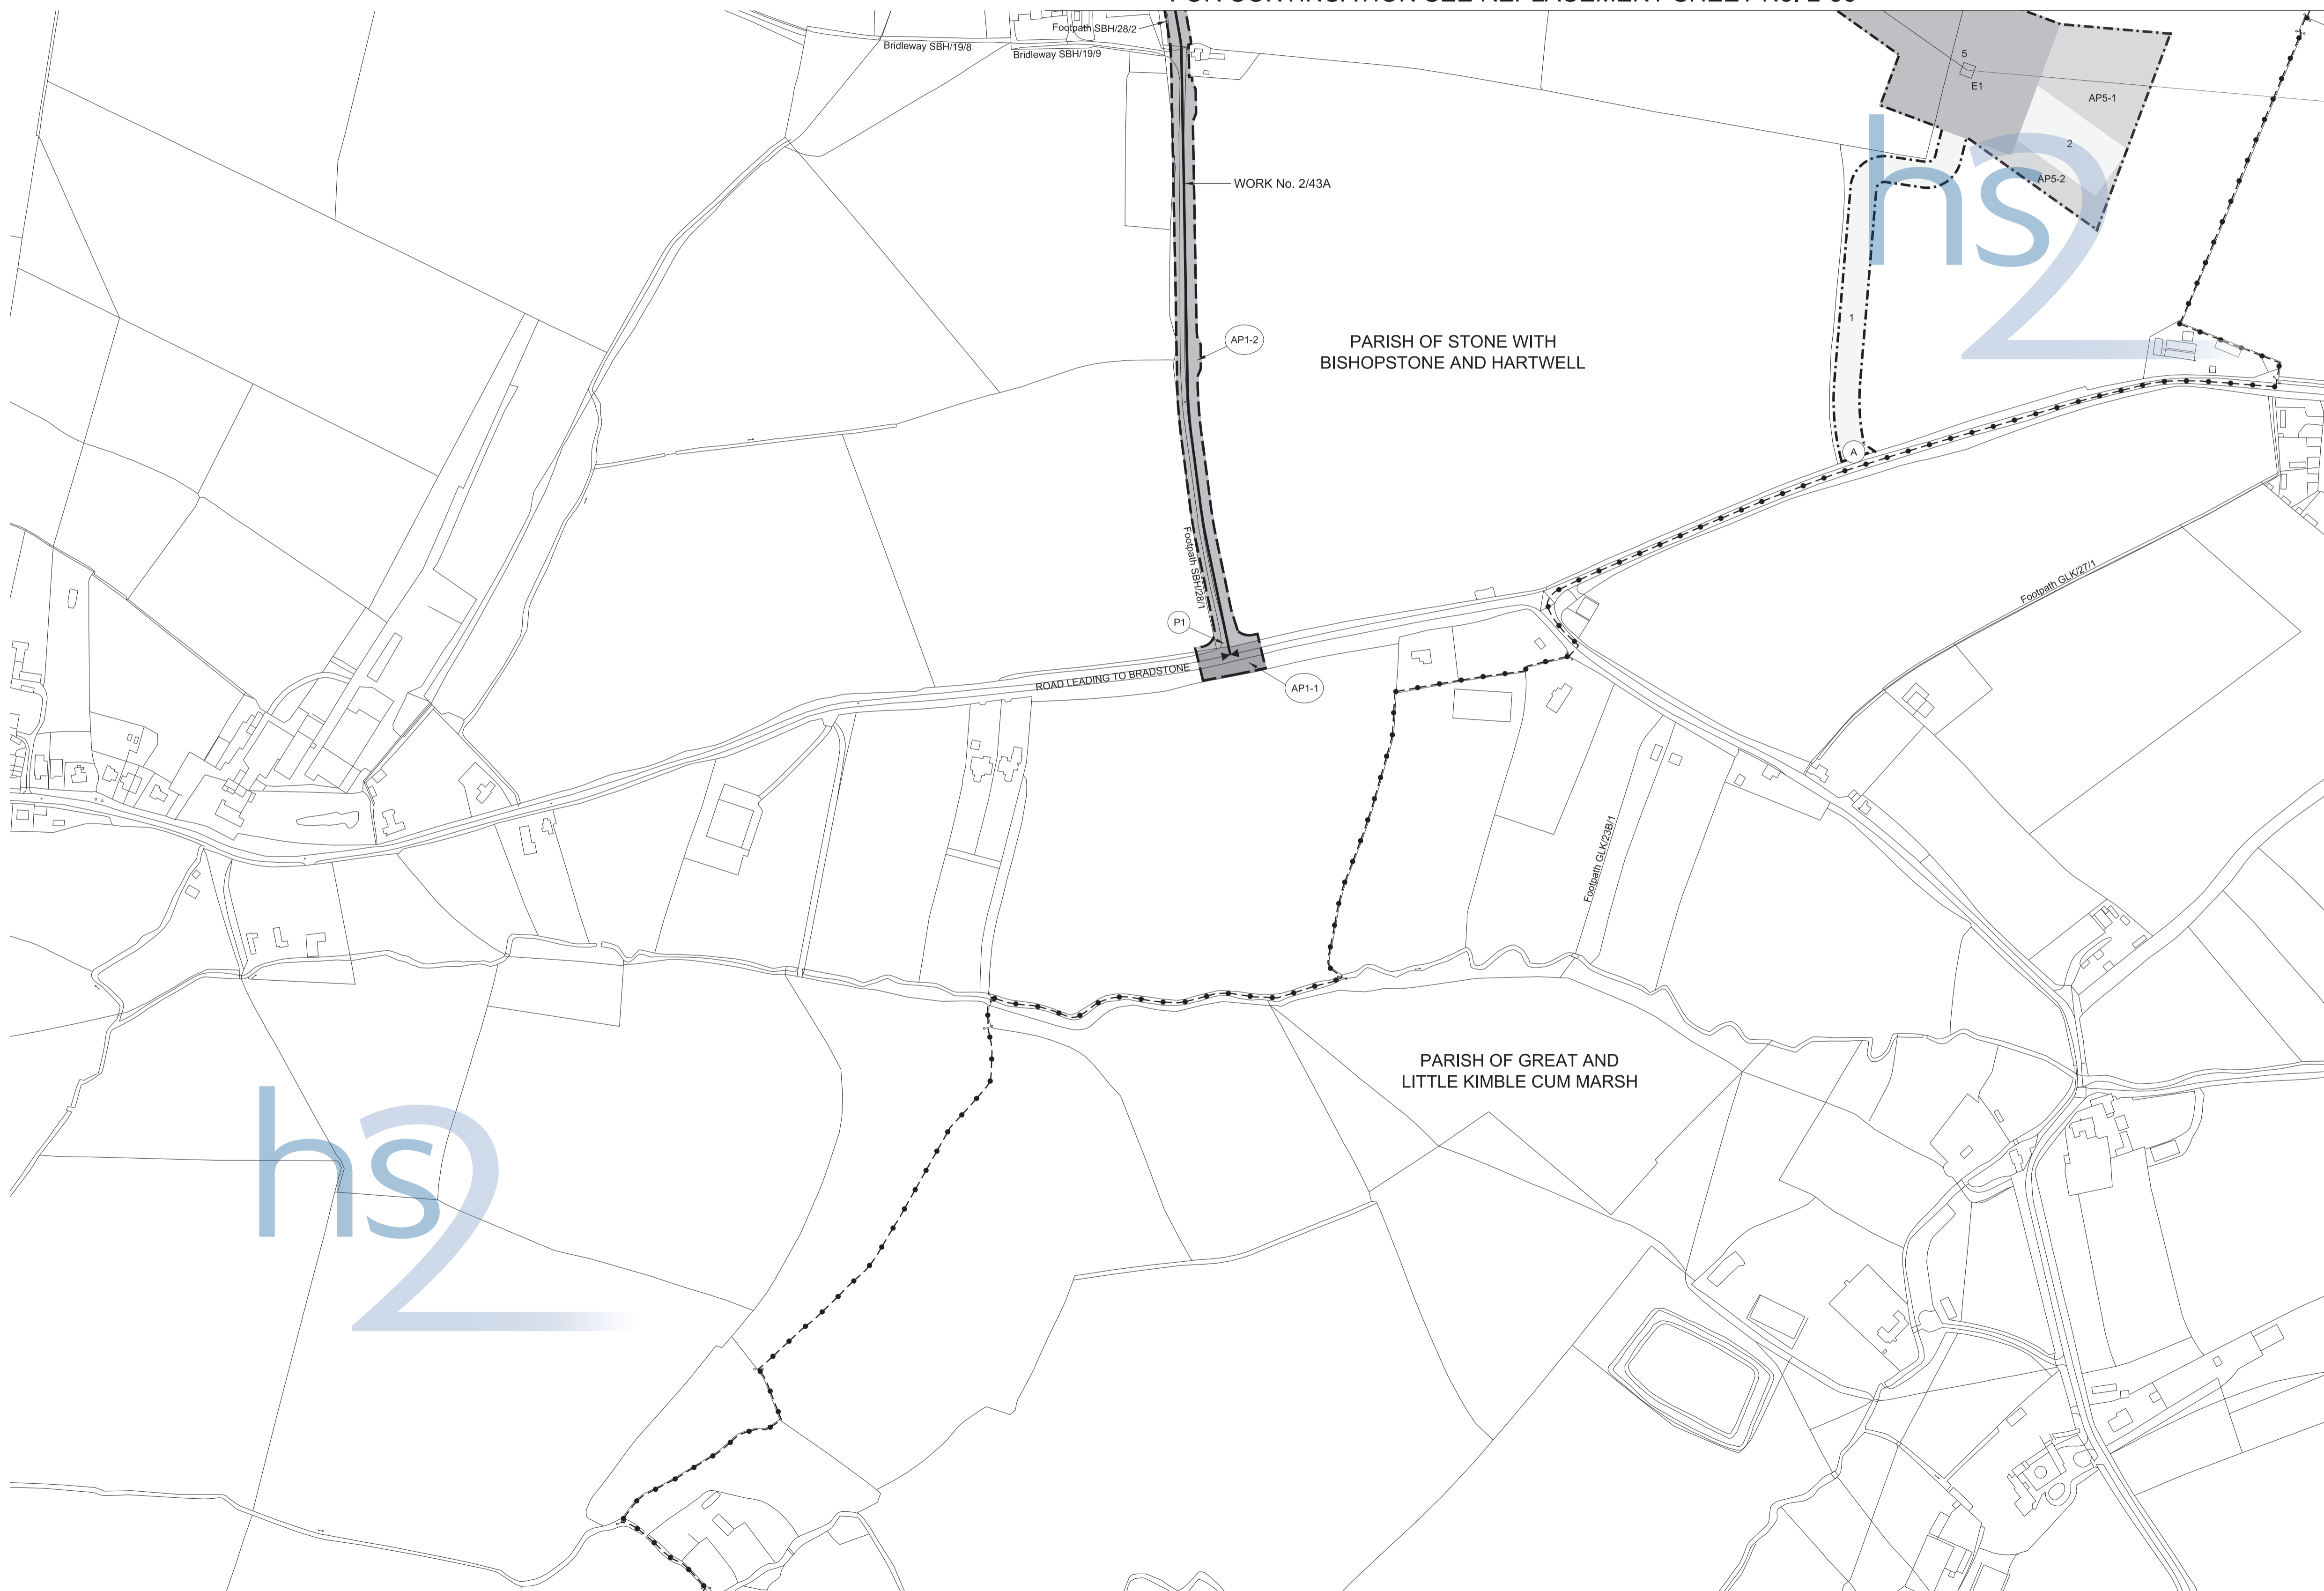 Footpath SBH/28/2
Bridleway SBH/19/8
Bridleway SBH/19/9
5
E1
AP5-1
2
AP5-2
hs2
WORK No. 2/43A
1
AP1-2
PARISH OF STONE WITH
BISHOPSTONE AND HARTWELL
A
Footpath SBH/28/1
Footpath GLK/27/1
P1
ROAD LEADING TO BRADSTONE
AP1-1
Footpath GLK/23B/1
PARISH OF GREAT AND
LITTLE KIMBLE CUM MARSH
hs2